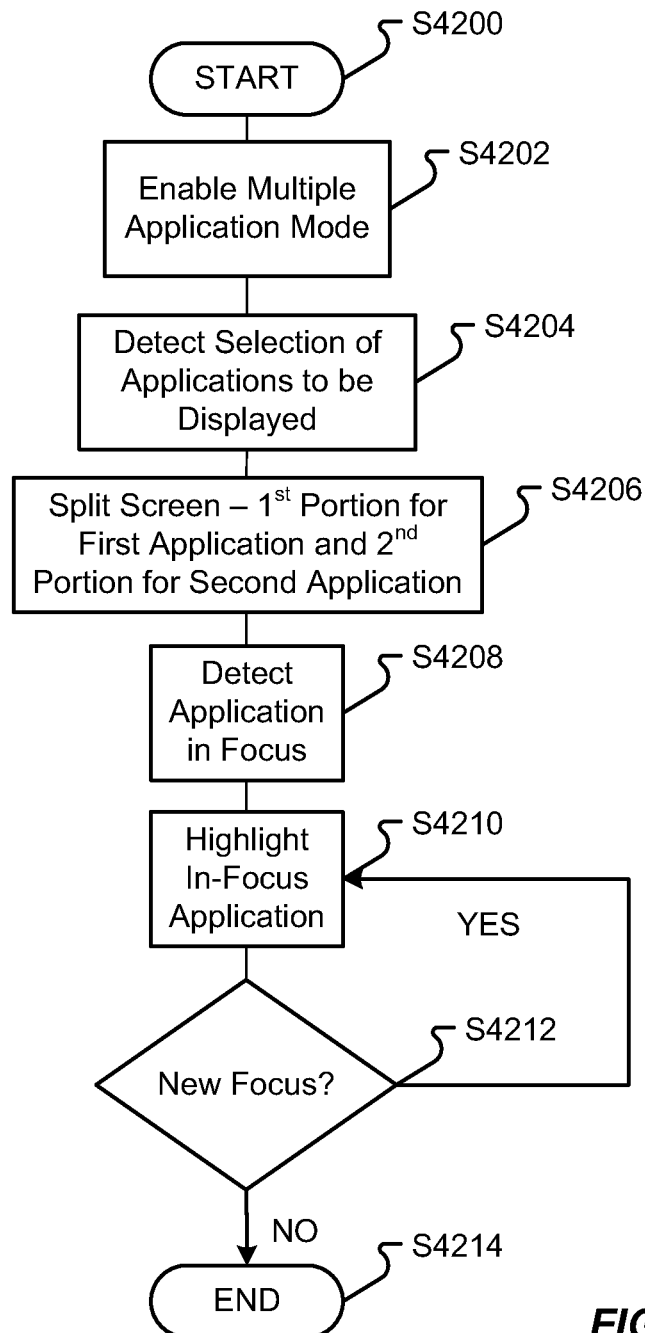 S4200
START
S4202
Enable Multiple
Application Mode
S4204
Detect Selection of
Applications to be
Displayed
S4206
Split Screen – 1st Portion for
First Application and 2nd
Portion for Second Application
S4208
Detect
Application
in Focus
S4210
Highlight
In-Focus
Application
YES
S4212
New Focus?
NO
S4214
END
FIG